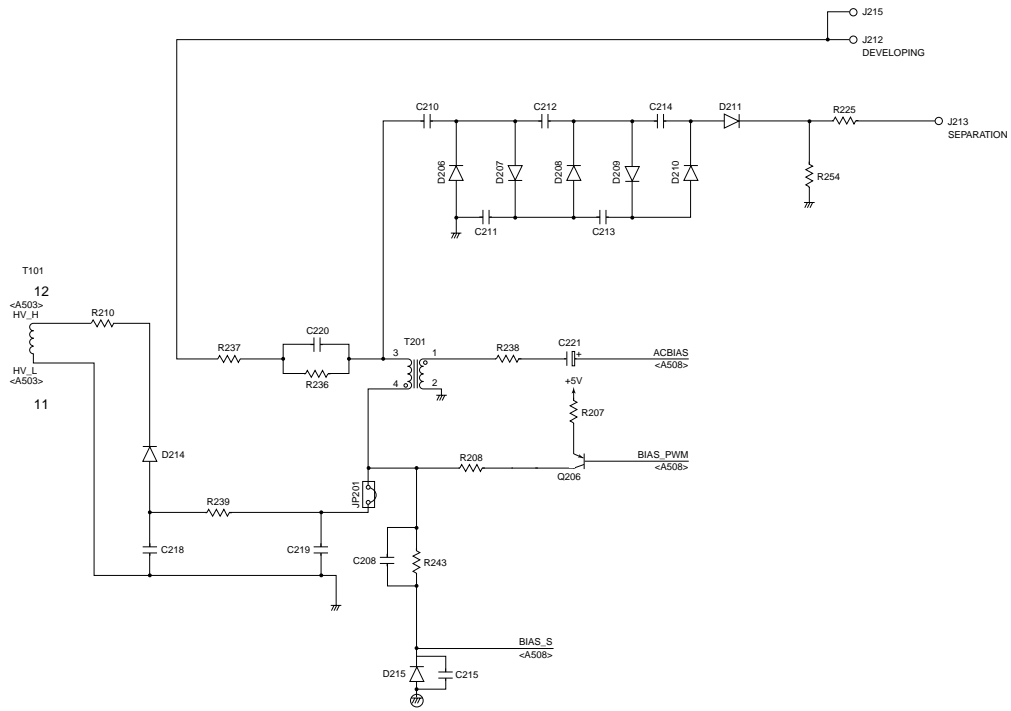 J215
J212
DEVELOPING
C210
C212
C214
D211
R225
J213
SEPARATION
D206
D207
D208
D209
D210
R254
C211
C213
T101
12
<A503>
HV_H
R210
HV_L
<A503>
11
R237
C220
R236
T201
3
1
4
2
R238
C221
+
ACBIAS
<A508>
+5V
R207
BIAS_PWM
<A508>
Q206
R208
D214
JP201
R239
C218
C219
C208
R243
BIAS_S
<A508>
D215
C215